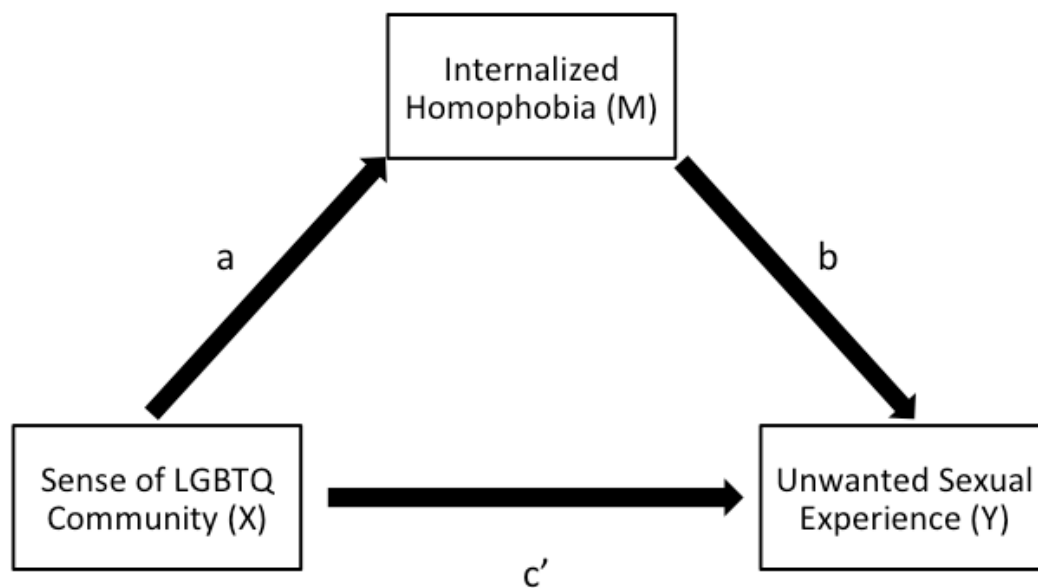 Internalized
Homophobia (M)
a
b
Sense of LGBTQ
Community (X)
Unwanted Sexual
Experience (Y)
c’